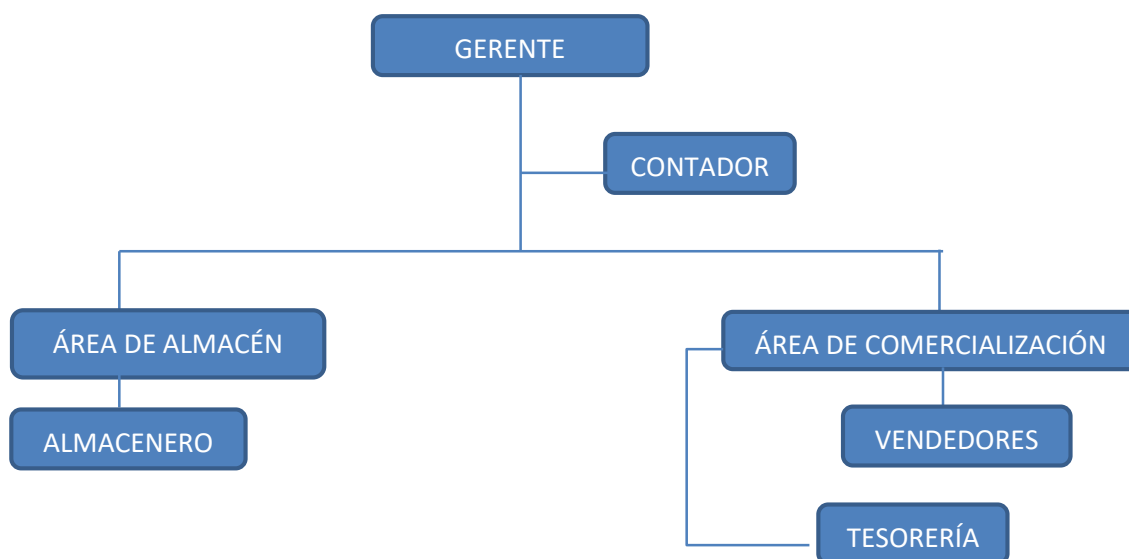 GERENTE
CONTADOR
ÁREA DE ALMACÉN
ÁREA DE COMERCIALIZACIÓN
ALMACENERO
VENDEDORES
TESORERÍA